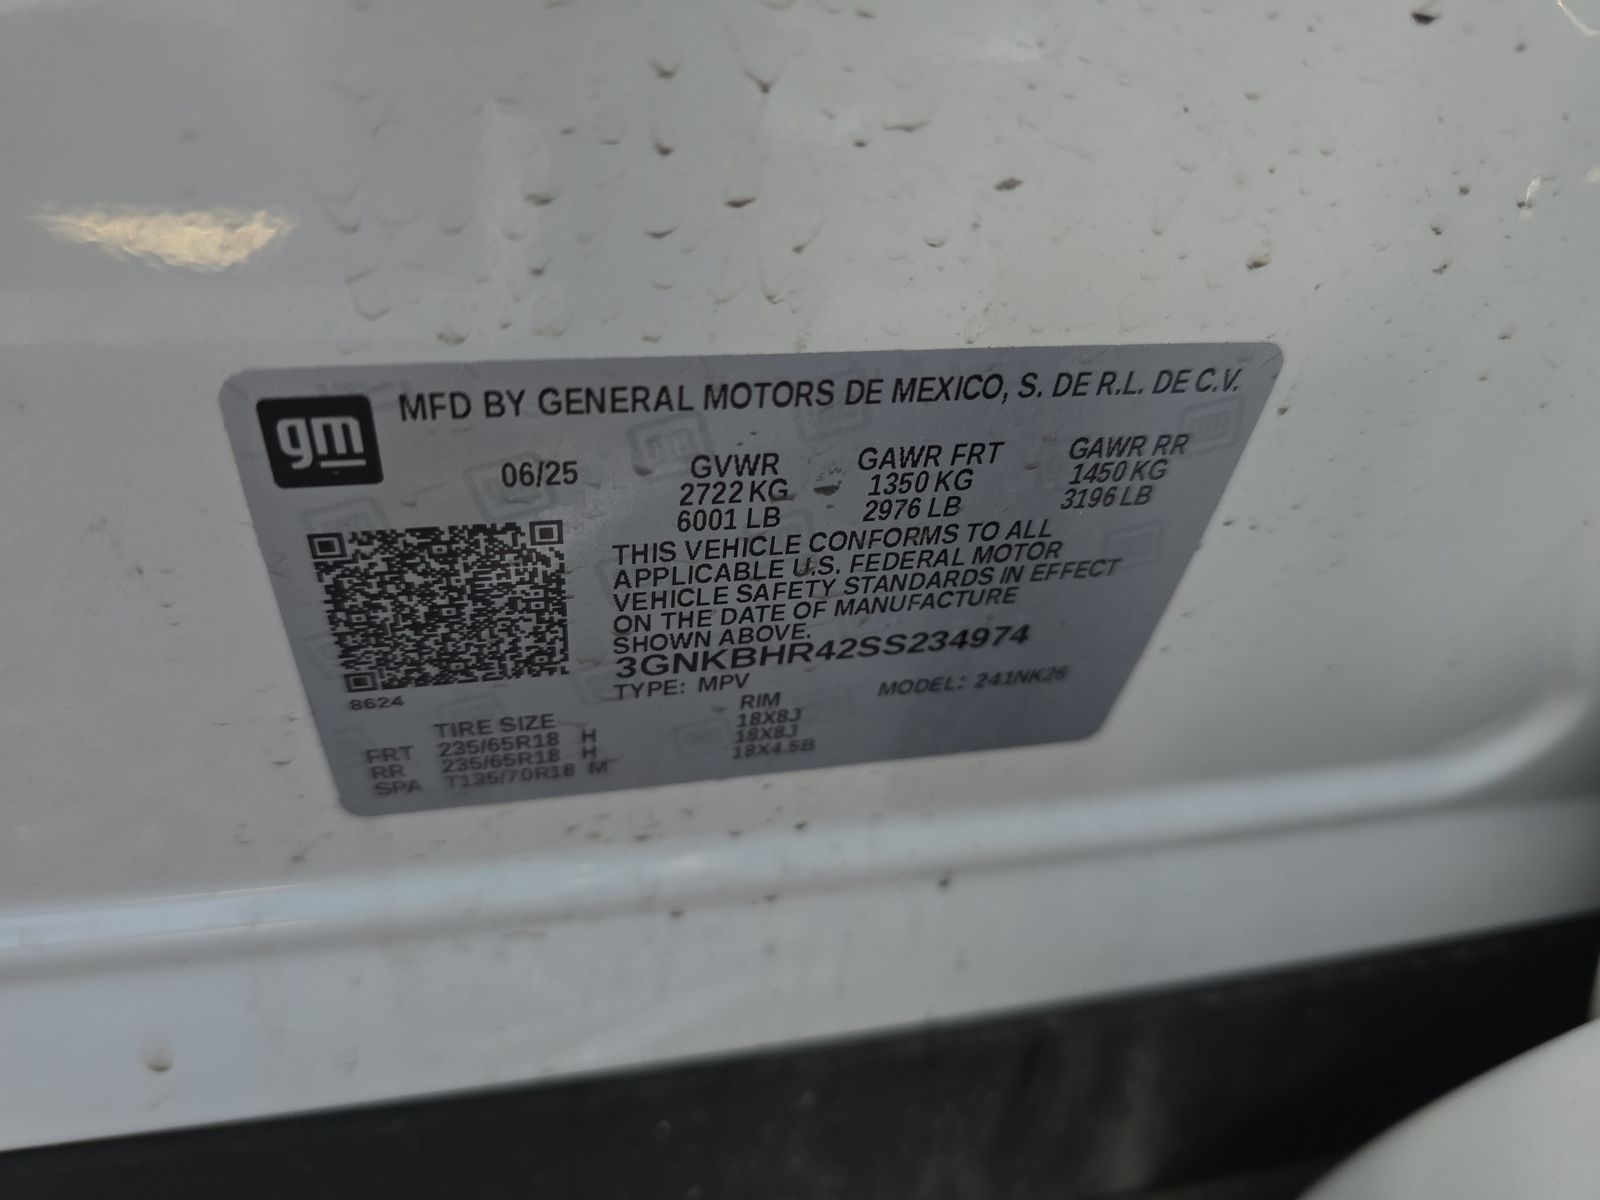 gm
MFD BY GENERAL MOTORS DE MEXICO, S. DE R.L. DE C.V.
06/25 GVWR GAWR FRT GAWR RR
2722 KG 1350 KG 1450 KG
6001 LB 2976 LB 3196 LB
THIS VEHICLE CONFORMS TO ALL
APPLICABLE U.S. FEDERAL MOTOR
VEHICLE SAFETY STANDARDS IN EFFECT
ON THE DATE OF MANUFACTURE
SHOWN ABOVE.
3GNKBHR42SS234974
TYPE: MPV MODEL: 241NK26
8624
TIRE SIZE RIM
FRT 235/65R18 H 18X8J
RR 235/65R18 H 18X8J
SPA T135/70R18 M 18X4.5B